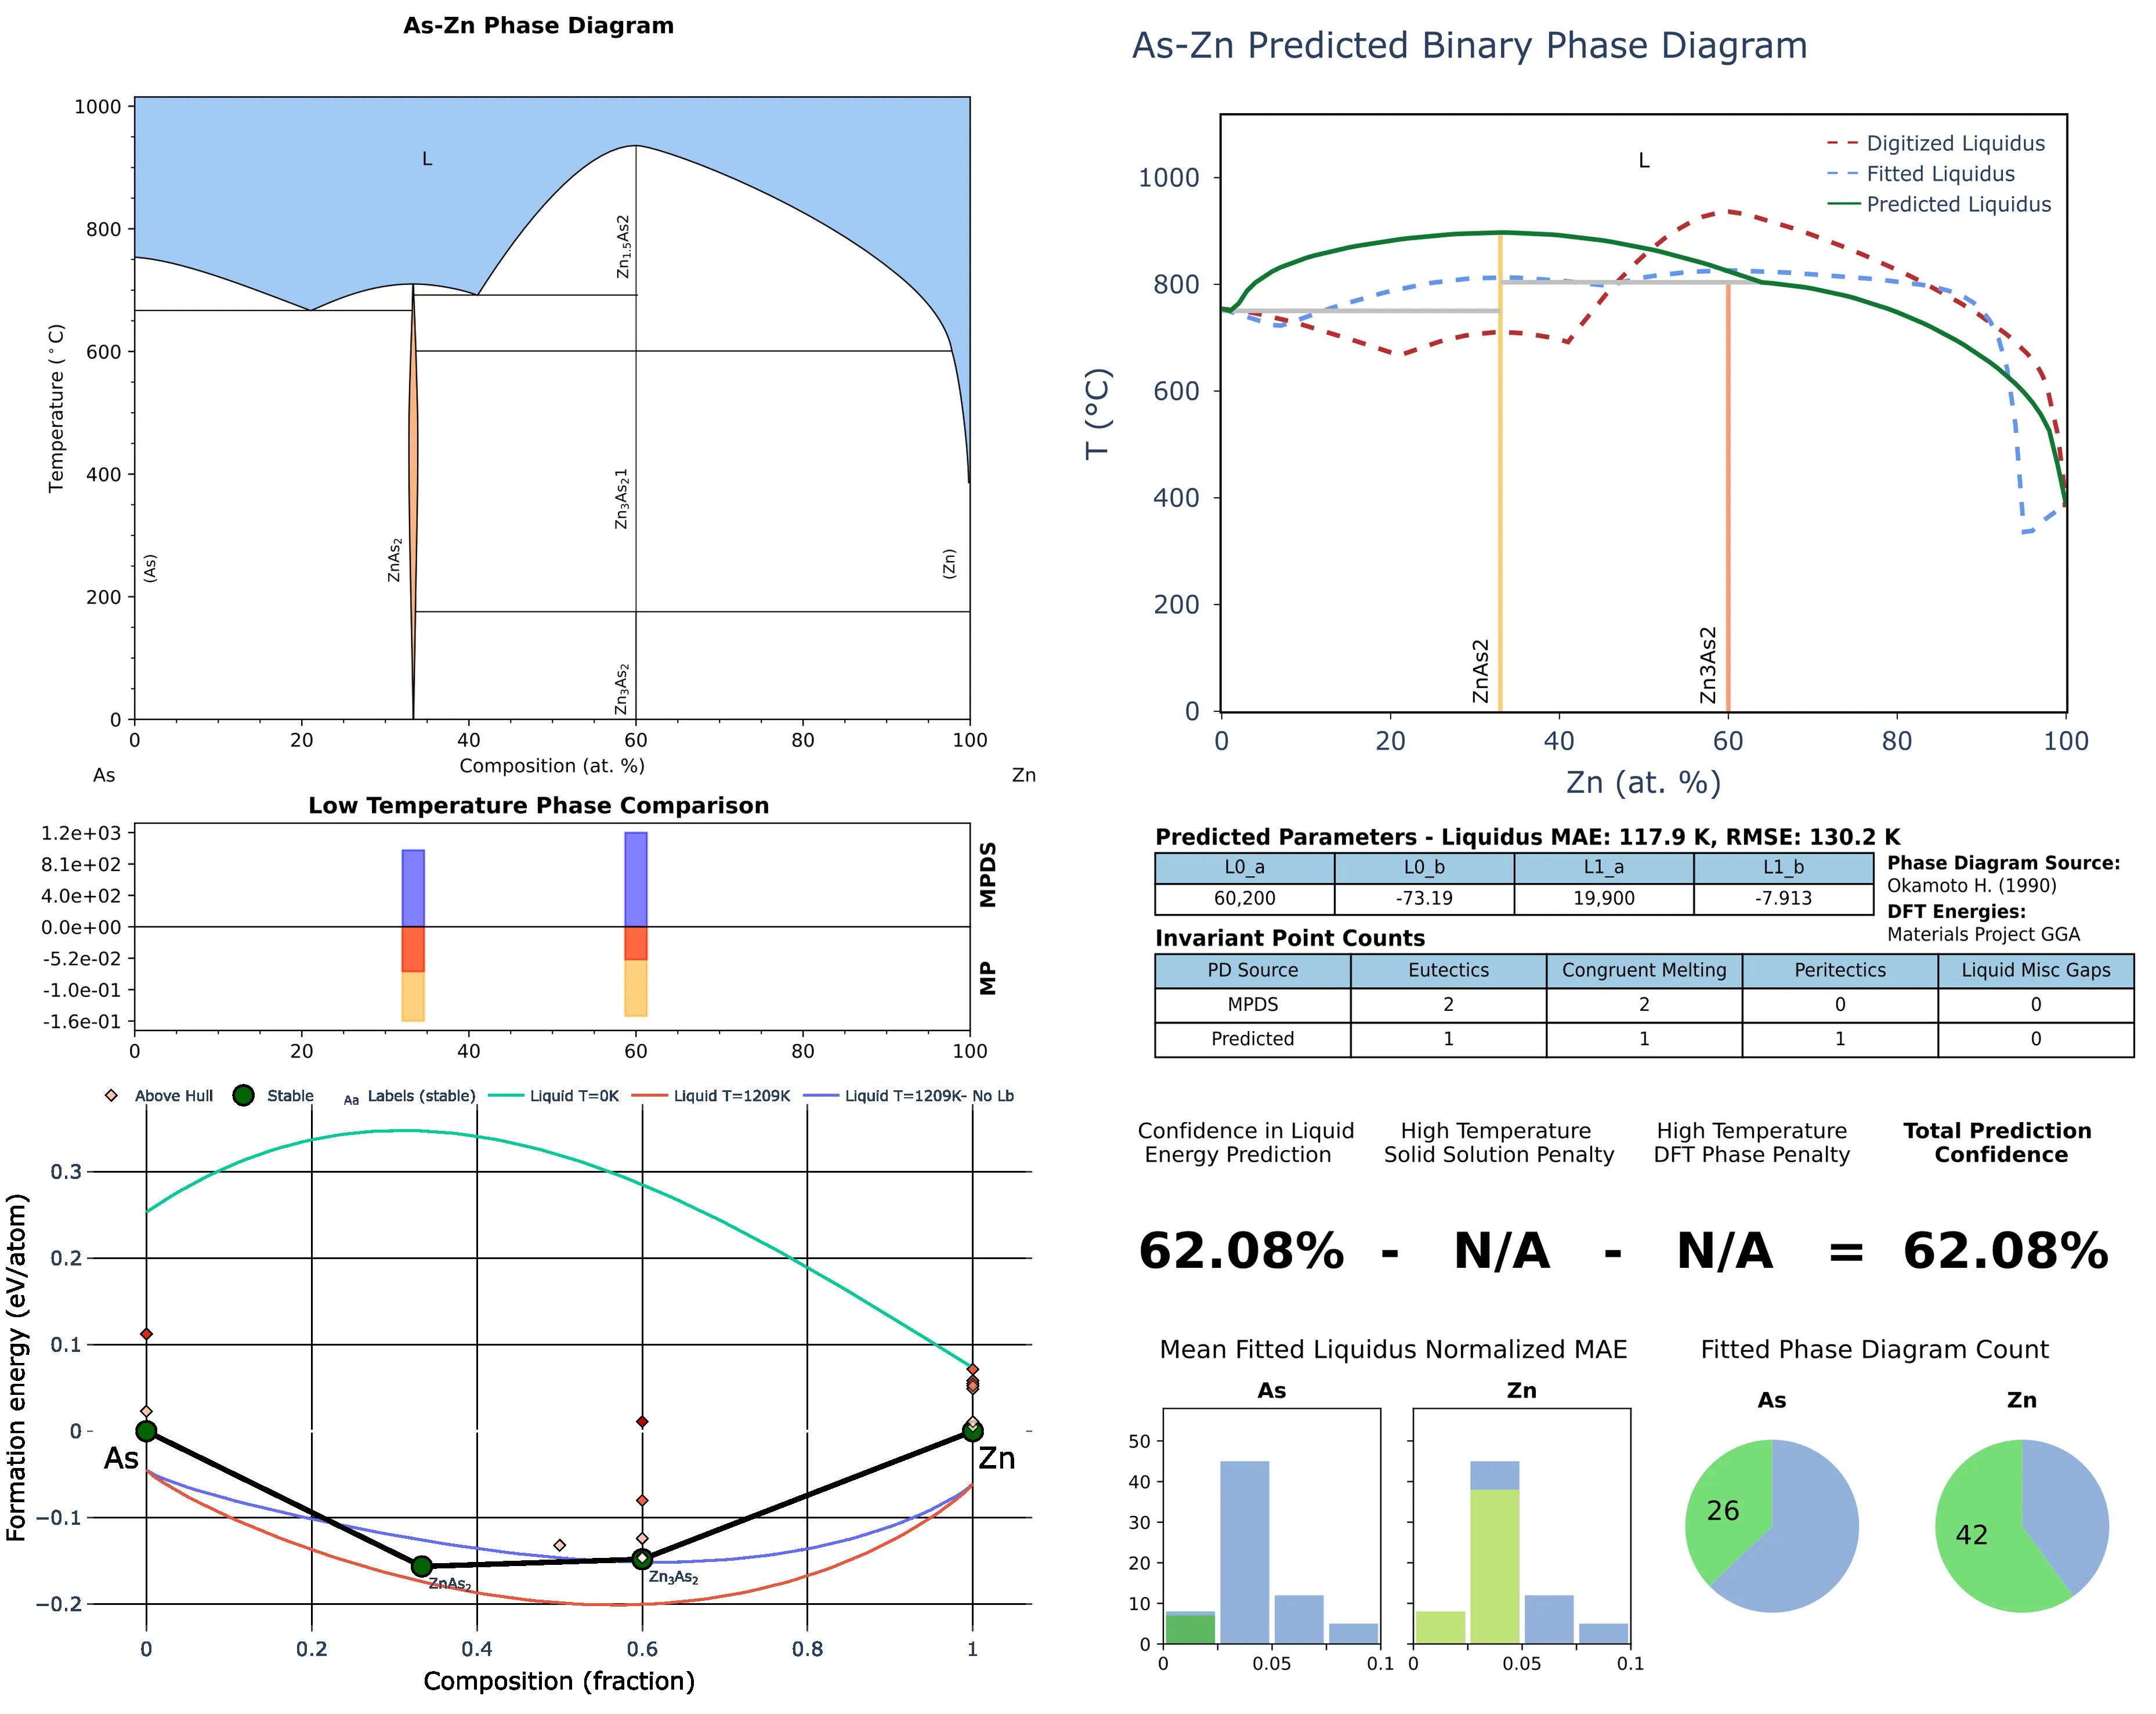 As-Zn Phase Diagram
1000
800
600
400
200
0
Temperature (°C)
L
Zn1.5As2
Zn3As21
Zn3As2
ZnAs2
(As)
(Zn)
0 20 40 60 80 100
Composition (at. %)
As Zn
Low Temperature Phase Comparison
1.2e+03
8.1e+02
4.0e+02
0.0e+00
-5.2e-02
-1.0e-01
-1.6e-01
MPDS
MP
0 20 40 60 80 100
Above Hull Stable Aa Labels (stable) Liquid T=0K Liquid T=1209K Liquid T=1209K- No Lb
0.3
0.2
0.1
0
−0.1
−0.2
Formation energy (eV/atom)
As
Zn
ZnAs2
Zn3As2
0 0.2 0.4 0.6 0.8 1
Composition (fraction)
As-Zn Predicted Binary Phase Diagram
Digitized Liquidus
Fitted Liquidus
Predicted Liquidus
L
1000
800
600
400
200
0
T (°C)
ZnAs2
Zn3As2
0 20 40 60 80 100
Zn (at. %)
Predicted Parameters - Liquidus MAE: 117.9 K, RMSE: 130.2 K
L0_a L0_b L1_a L1_b
60,200 -73.19 19,900 -7.913
Phase Diagram Source:
Okamoto H. (1990)
DFT Energies:
Materials Project GGA
Invariant Point Counts
PD Source Eutectics Congruent Melting Peritectics Liquid Misc Gaps
MPDS 2 2 0 0
Predicted 1 1 1 0
Confidence in Liquid
Energy Prediction
High Temperature
Solid Solution Penalty
High Temperature
DFT Phase Penalty
Total Prediction
Confidence
62.08% - N/A - N/A = 62.08%
Mean Fitted Liquidus Normalized MAE
As Zn
50
40
30
20
10
0
0 0.05 0.1
0 0.05 0.1
Fitted Phase Diagram Count
As Zn
26
42